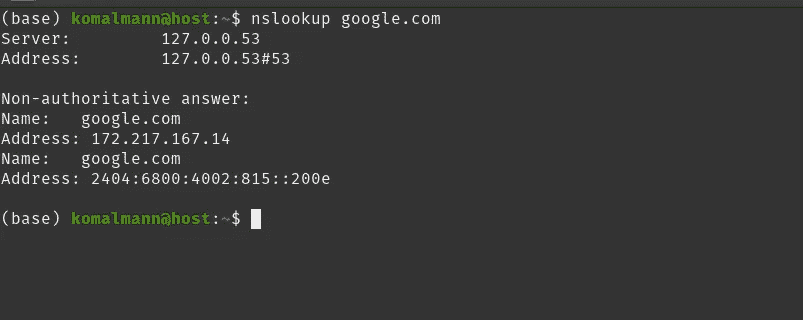 (base) komalmann@host:~$ nslookup google.com
Server:         127.0.0.53
Address:        127.0.0.53#53
Non-authoritative answer:
Name:   google.com
Address: 172.217.167.14
Name:   google.com
Address: 2404:6800:4002:815::200e
(base) komalmann@host:~$